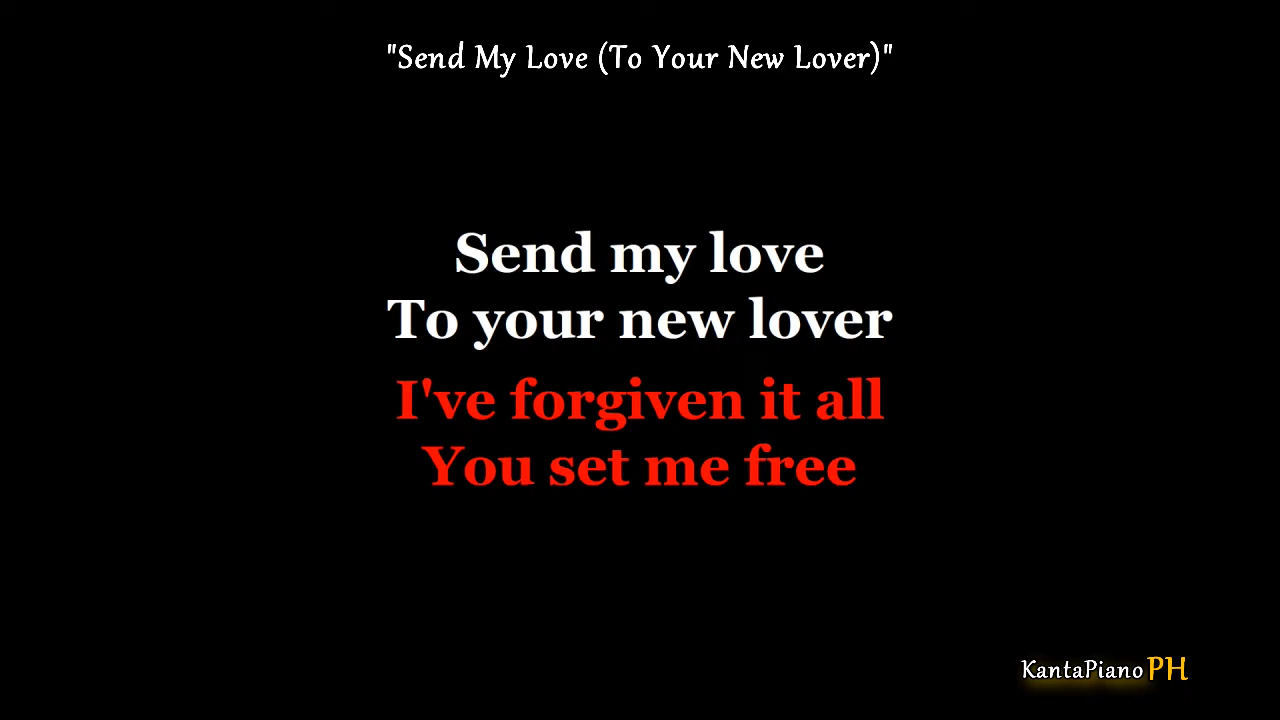 "Send My Love (To Your New Lover)"
Send my love
To your new lover
I've forgiven it all
You set me free
KantaPiano PH